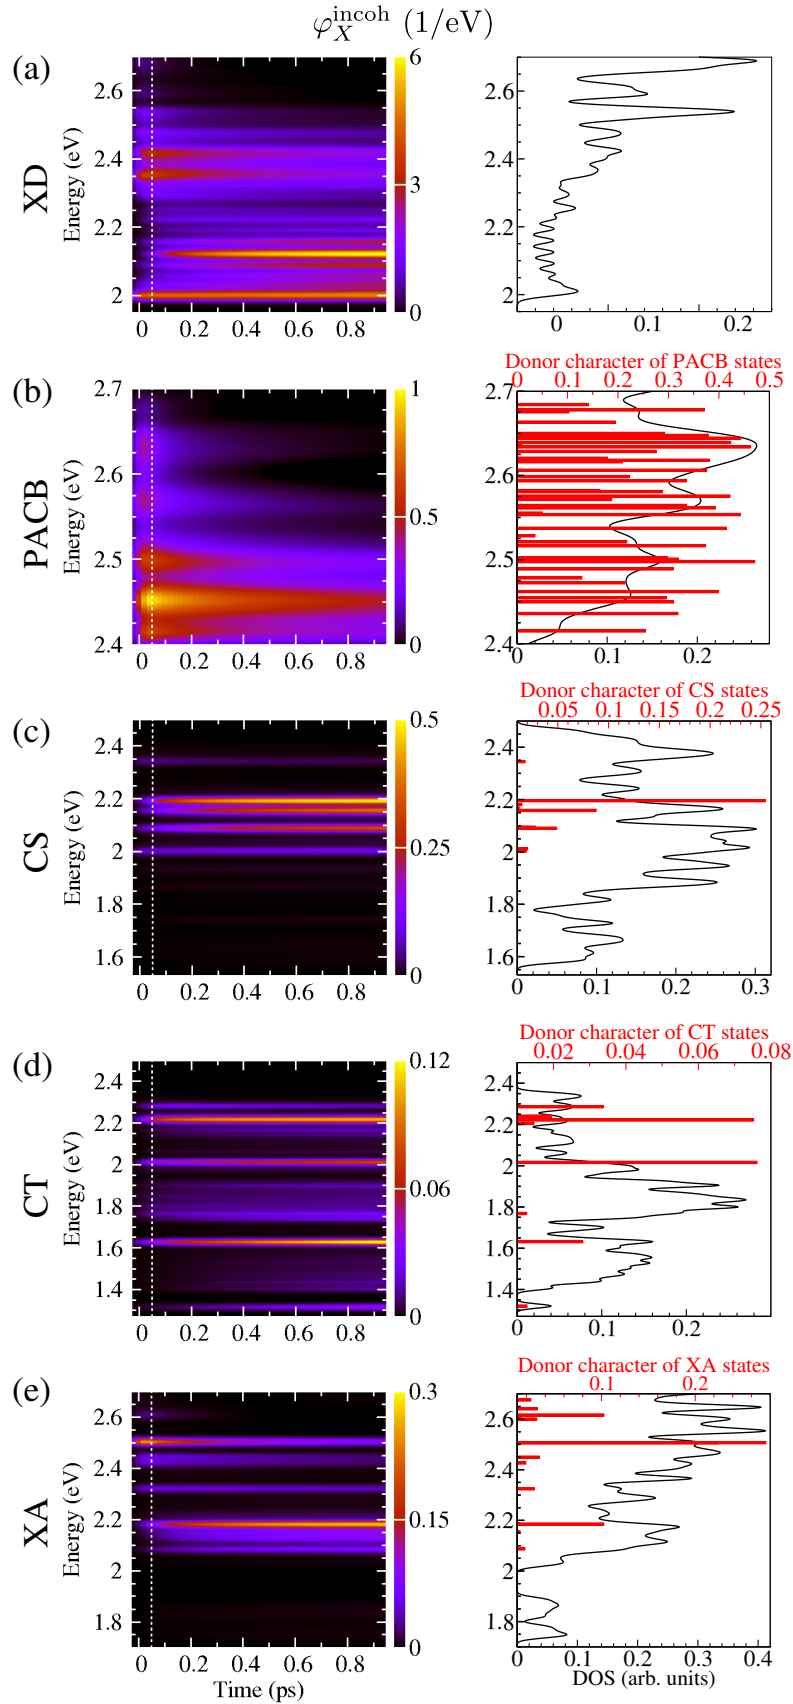 φ_X^incoh (1/eV)
(a)
XD
Energy (eV)
2.6
2.4
2.2
2
0 0.2 0.4 0.6 0.8
6
3
0
2.6
2.4
2.2
2
0 0.1 0.2
(b)
PACB
Energy (eV)
2.7
2.6
2.5
2.4
0 0.2 0.4 0.6 0.8
1
0.5
0
Donor character of PACB states
0 0.1 0.2 0.3 0.4 0.5
2.7
2.6
2.5
2.4
0 0.1 0.2
(c)
CS
Energy (eV)
2.4
2.2
2
1.8
1.6
0 0.2 0.4 0.6 0.8
0.5
0.25
0
Donor character of CS states
0.05 0.1 0.15 0.2 0.25
2.4
2.2
2
1.8
1.6
0 0.1 0.2 0.3
(d)
CT
Energy (eV)
2.4
2.2
2
1.8
1.6
1.4
0 0.2 0.4 0.6 0.8
0.12
0.06
0
Donor character of CT states
0.02 0.04 0.06 0.08
2.4
2.2
2
1.8
1.6
1.4
0 0.1 0.2
(e)
XA
Energy (eV)
2.6
2.4
2.2
2
1.8
0 0.2 0.4 0.6 0.8
Time (ps)
0.3
0.15
0
Donor character of XA states
0.1 0.2
2.6
2.4
2.2
2
1.8
0 0.1 0.2 0.3 0.4
DOS (arb. units)